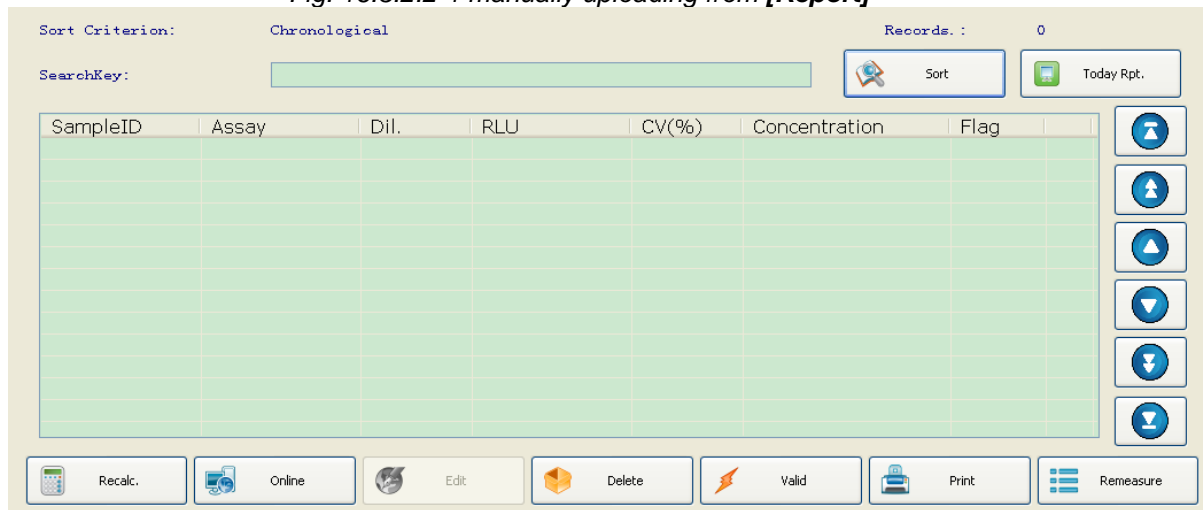 [Report]
Sort Criterion: Chronological Records.: 0
SearchKey: Sort Today Rpt.
SampleID Assay Dil. RLU CV(%) Concentration Flag
Recalc. Online Edit Delete Valid Print Remeasure